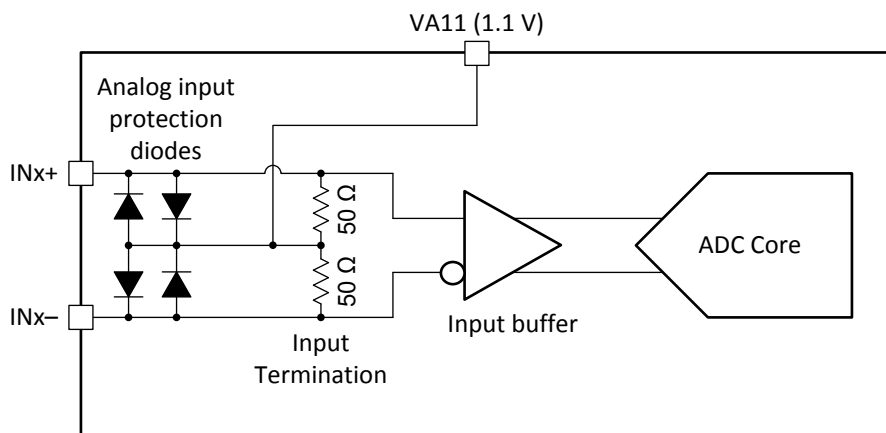 VA11 (1.1 V)
Analog input
protection
diodes
INx+
50 Ω
50 Ω
ADC Core
INx–
Input buffer
Input
Termination